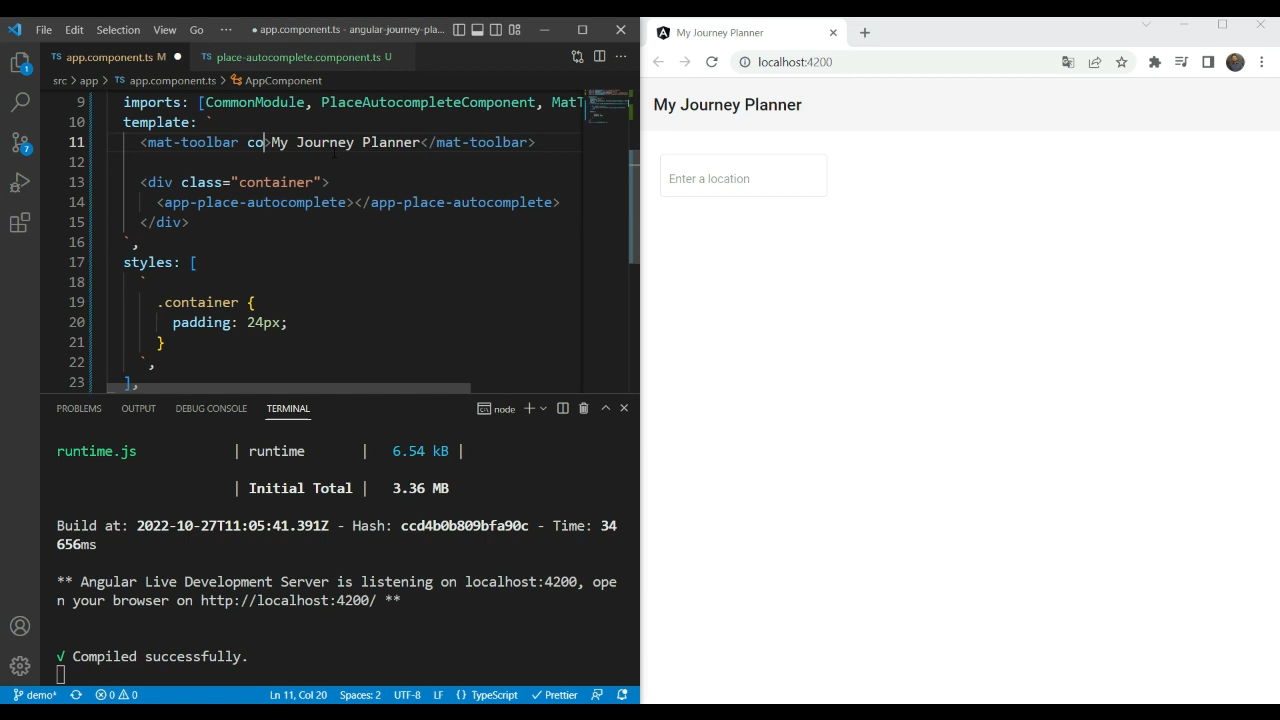 File Edit Selection View Go ··· ● app.component.ts - angular-journey-pla...
TS app.component.ts M ●
TS place-autocomplete.component.ts U
src > app > TS app.component.ts > AppComponent
9 imports: [CommonModule, PlaceAutocompleteComponent, MatT
10 template: `
11 <mat-toolbar co>My Journey Planner</mat-toolbar>
12
13 <div class="container">
14 <app-place-autocomplete></app-place-autocomplete>
15 </div>
16 `,
17 styles: [
18 `
19 .container {
20 padding: 24px;
21 }
22 `,
23 ],
PROBLEMS OUTPUT DEBUG CONSOLE TERMINAL node
runtime.js | runtime | 6.54 kB |
| Initial Total | 3.36 MB
Build at: 2022-10-27T11:05:41.391Z - Hash: ccd4b0b809bfa90c - Time: 34
656ms
** Angular Live Development Server is listening on localhost:4200, ope
n your browser on http://localhost:4200/ **
√ Compiled successfully.
demo* 0 0 Ln 11, Col 20 Spaces: 2 UTF-8 LF {} TypeScript Prettier
1
7
My Journey Planner
localhost:4200
My Journey Planner
Enter a location